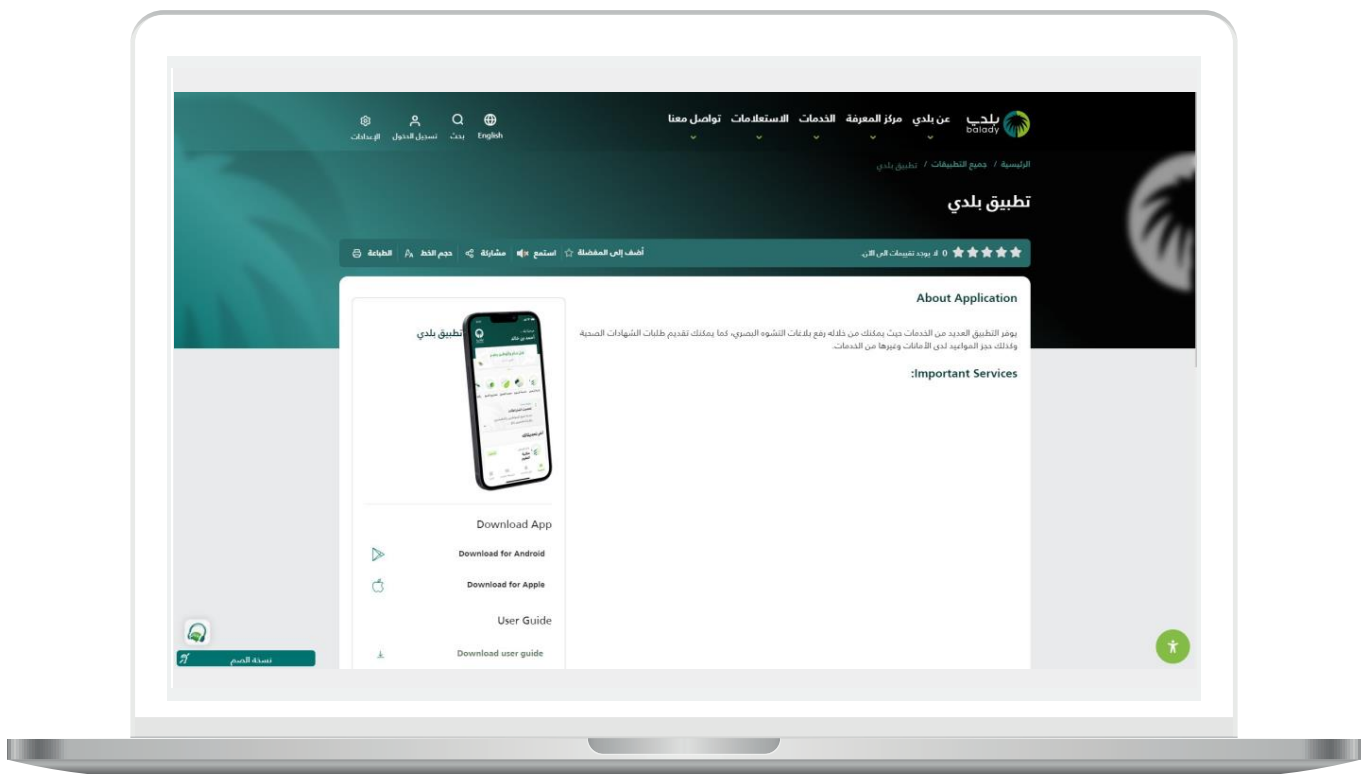 بلدي
balady
عن بلدي
مركز المعرفة
الخدمات
الاستعلامات
تواصل معنا
English
بحث
تسجيل الدخول
الإعدادات
الرئيسية / جميع التطبيقات / تطبيق بلدي
تطبيق بلدي
0 لا يوجد تقييمات الى الان.
أضف إلى المفضلة
استمع
مشاركة
حجم الخط
الطباعة
About Application
يوفر التطبيق العديد من الخدمات حيث يمكنك من خلاله رفع بلاغات التشوه البصري، كما يمكنك تقديم طلبات الشهادات الصحية
وكذلك حجز المواعيد لدى الأمانات وغيرها من الخدمات.
:Important Services
تطبيق بلدي
Download App
Download for Android
Download for Apple
User Guide
Download user guide
نسخة الصم